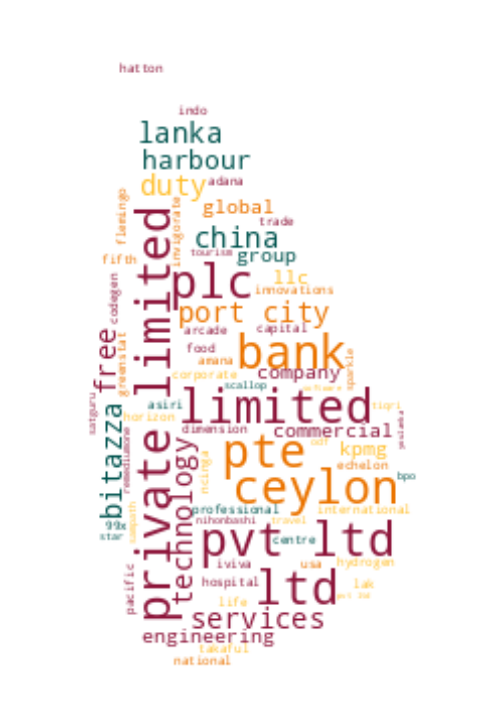 hatton
indo
lanka
harbour
duty
adana
flemingo
invigorate
global
trade
china
tourism
group
fifth
private limited
plc
llc
innovations
codegen
port city
arcade
capital
free
food
bank
amana
company
sparkle
greenstat
corporate
scallop
software
satguru
bitazza
asiri
limited
tiqri
horizon
dimension
commercial
remediumone
technology
pte
odf
kpmg
echelon
ncinga
ceylon
bpo
sampath
professional
international
99x
nihonbashi
travel
star
pvt ltd
centre
iviva
usa
hydrogen
pacific
hospital
ltd
lak
life
services
engineering
takaful
national